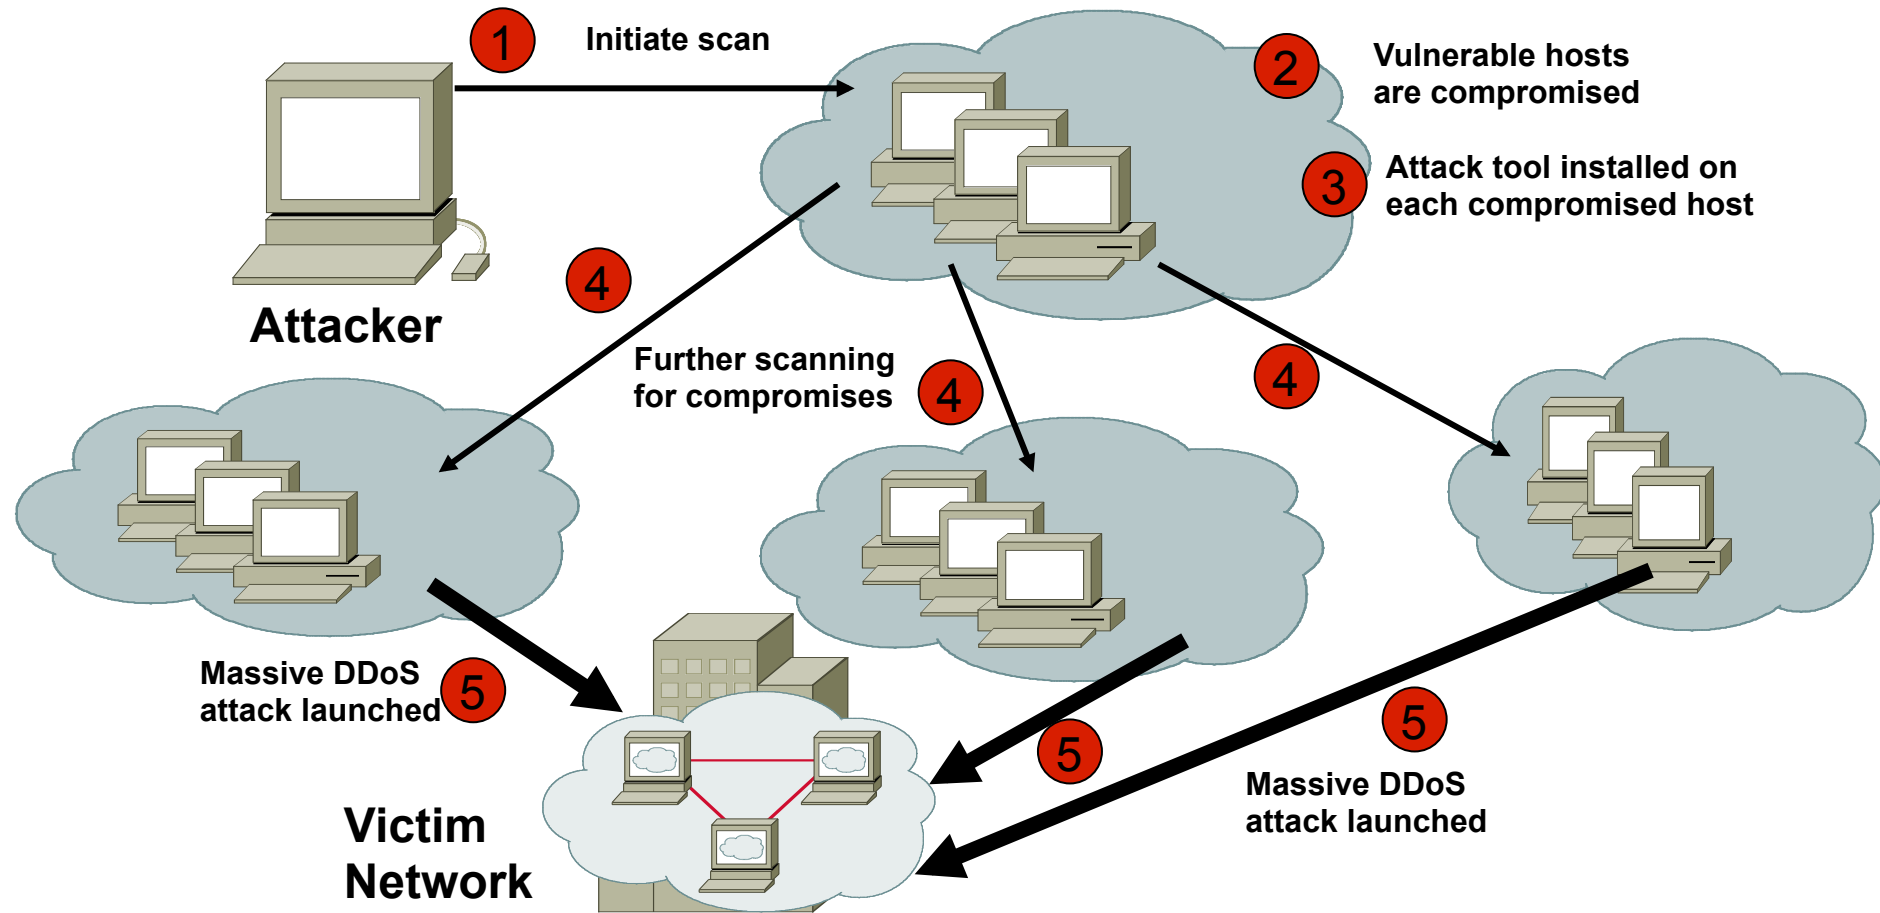 1
Initiate scan
2
Vulnerable hosts
are compromised
3
Attack tool installed on
each compromised host
Attacker
4
Further scanning
for compromises
4
4
Massive DDoS
attack launched
5
5
5
Massive DDoS
attack launched
Victim
Network